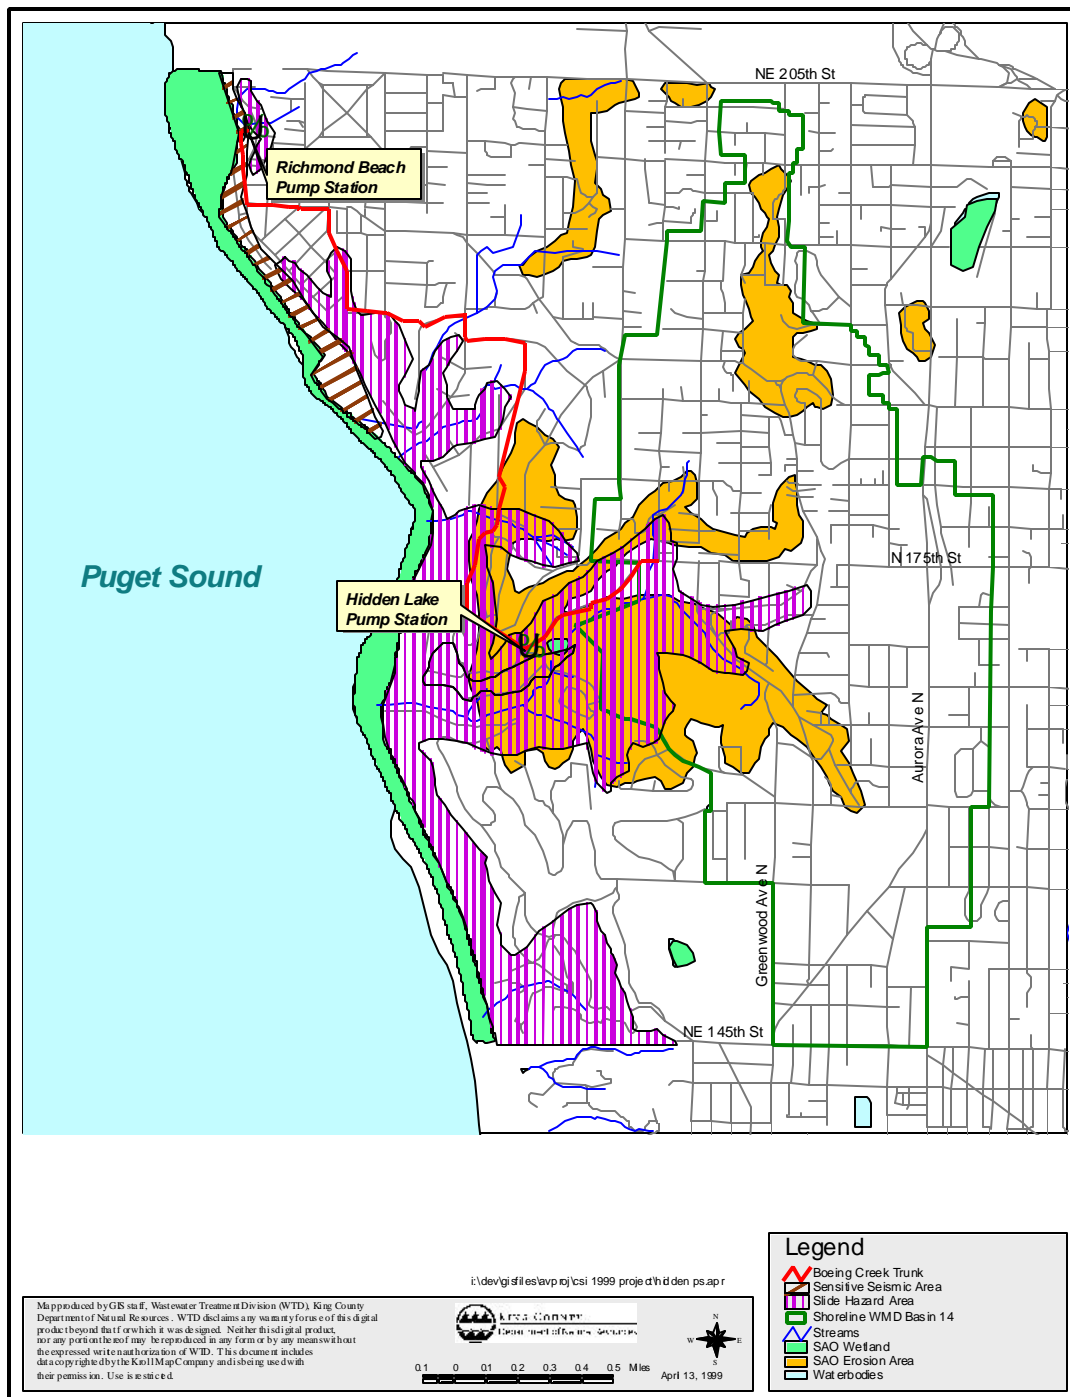 NE 205th St
Richmond Beach
Pump Station
N 175th St
Puget Sound
Hidden Lake
Pump Station
Aurora Ave N
Greenwood Ave N
NE 145th St
Legend
Boeing Creek Trunk
Sensitive Seismic Area
Slide Hazard Area
Shoreline WMD Basin 14
Streams
SAO Wetland
SAO Erosion Area
Waterbodies
i:\dev\gisfiles\avproj\csi 1999 project\hidden ps.apr
Map produced by GIS staff, Wastewater Treatment Division (WTD), King County
Department of Natural Resources. WTD disclaims any warranty for use of this digital
product beyond that for which it was designed. Neither this digital product,
nor any portion thereof may be reproduced in any form or by any means without
the expressed written authorization of WTD. This document includes
data copyrighted by the Kroll Map Company and is being used with
their permission. Use is restricted.
KING COUNTY
Department of Natural Resources
0.1 0 0.1 0.2 0.3 0.4 0.5 Miles
N
W E
S
April 13, 1999